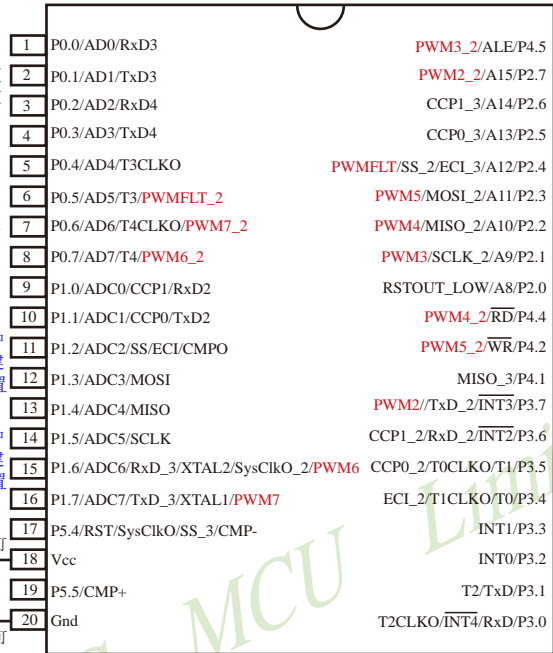 1 P0.0/AD0/RxD3 PWM3_2/ALE/P4.5
2 P0.1/AD1/TxD3 PWM2_2/A15/P2.7
3 P0.2/AD2/RxD4 CCP1_3/A14/P2.6
4 P0.3/AD3/TxD4 CCP0_3/A13/P2.5
5 P0.4/AD4/T3CLKO PWMFLT/SS_2/ECI_3/A12/P2.4
6 P0.5/AD5/T3/PWMFLT_2 PWM5/MOSI_2/A11/P2.3
7 P0.6/AD6/T4CLKO/PWM7_2 PWM4/MISO_2/A10/P2.2
8 P0.7/AD7/T4/PWM6_2 PWM3/SCLK_2/A9/P2.1
9 P1.0/ADC0/CCP1/RxD2 RSTOUT_LOW/A8/P2.0
10 P1.1/ADC1/CCP0/TxD2 PWM4_2/RD/P4.4
11 P1.2/ADC2/SS/ECI/CMPO PWM5_2/WR/P4.2
12 P1.3/ADC3/MOSI MISO_3/P4.1
13 P1.4/ADC4/MISO PWM2//TxD_2/INT3/P3.7
14 P1.5/ADC5/SCLK CCP1_2/RxD_2/INT2/P3.6
15 P1.6/ADC6/RxD_3/XTAL2/SysClkO_2/PWM6 CCP0_2/T0CLKO/T1/P3.5
16 P1.7/ADC7/TxD_3/XTAL1/PWM7 ECI_2/T1CLKO/T0/P3.4
17 P5.4/RST/SysClkO/SS_3/CMP- INT1/P3.3
18 Vcc INT0/P3.2
19 P5.5/CMP+ T2/TxD/P3.1
20 Gnd T2CLKO/INT4/RxD/P3.0
MCU